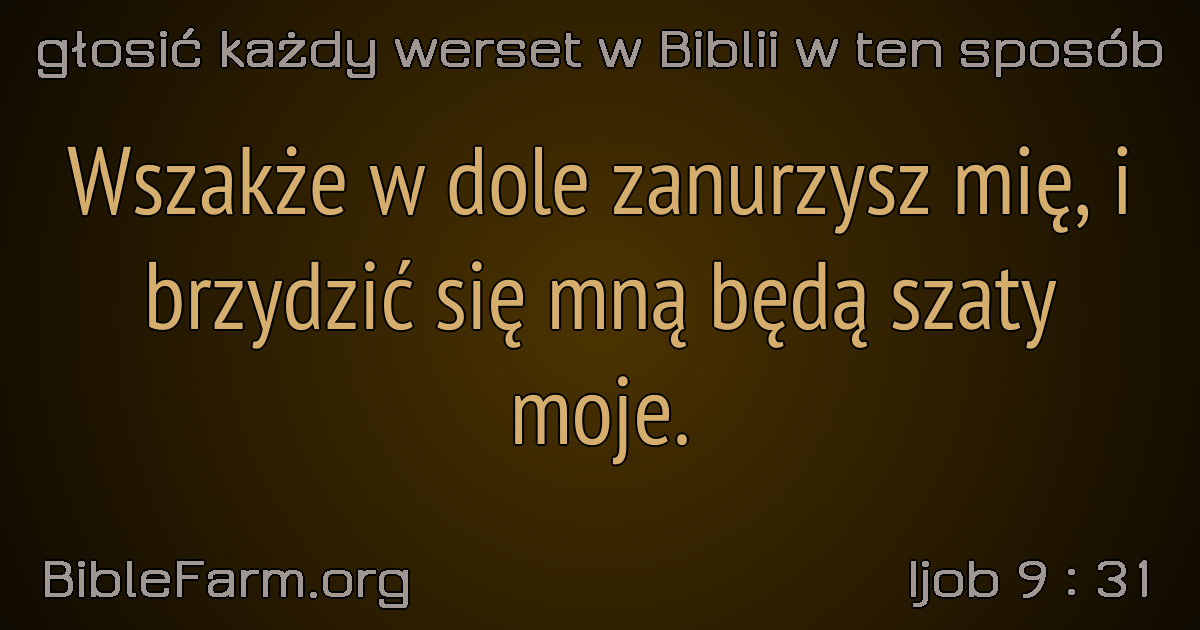 głosić każdy werset w Biblii w ten sposób
Wszakże w dole zanurzysz mię, i
brzydzić się mną będą szaty
moje.
BibleFarm.org
Ijob 9 : 31